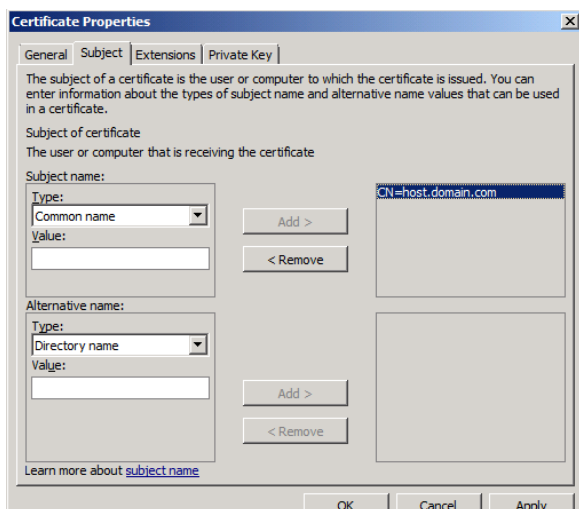 Certificate Properties
General Subject Extensions Private Key
The subject of a certificate is the user or computer to which the certificate is issued. You can
enter information about the types of subject name and alternative name values that can be used
in a certificate.
Subject of certificate
The user or computer that is receiving the certificate
Subject name:
Type:
Common name
Value:
Add >
< Remove
CN=host.domain.com
Alternative name:
Type:
Directory name
Value:
Add >
< Remove
Learn more about subject name
OK Cancel Apply